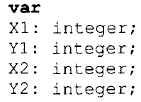 var
X1: integer;
Y1: integer;
X2: integer;
Y2: integer;